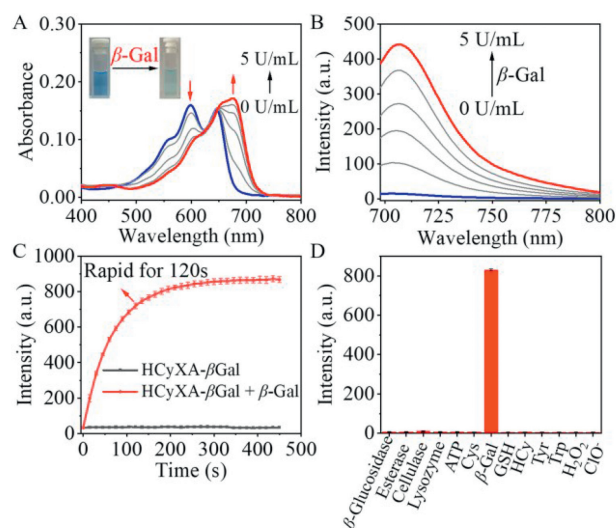 A
0.30
0.20
0.10
0.00
Absorbance
β-Gal
5 U/mL
0 U/mL
400 500 600 700 800
Wavelength (nm)
B
500
400
300
200
100
0
Intensity (a.u.)
5 U/mL
β-Gal
0 U/mL
700 725 750 775 800
Wavelength (nm)
C
1000
800
600
400
200
0
Intensity (a.u.)
Rapid for 120s
HCyXA-βGal
HCyXA-βGal + β-Gal
0 100 200 300 400 500
Time (s)
D
800
600
400
200
0
Intensity (a.u.)
β-Glucosidase
Esterase
Cellulase
Lysozyme
ATP
Cys
β-Gal
GSH
HCy
Tyr
Trp
H₂O₂
ClO⁻